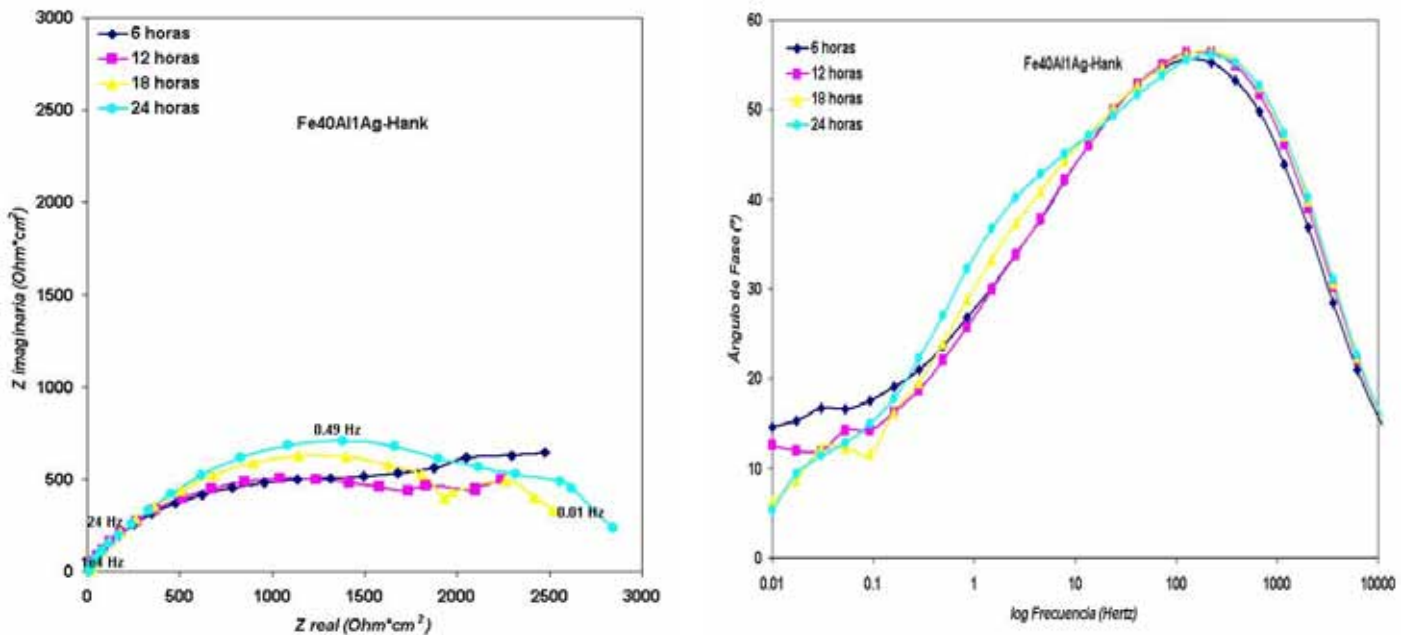 3000
2500
2000
1500
1000
500
0
Z imaginaria (Ohm*cm²)
6 horas
12 horas
18 horas
24 horas
Fe40Al1Ag-Hank
0.49 Hz
24 Hz
0.01 Hz
0 500 1000 1500 2000 2500 3000
Z real (Ohm*cm²)
60
50
40
30
20
10
0
Ángulo de Fase (°)
6 horas
12 horas
18 horas
24 horas
Fe40Al1Ag-Hank
0.01 0.1 1 10 100 1000 10000
log Frecuencia (Hertz)